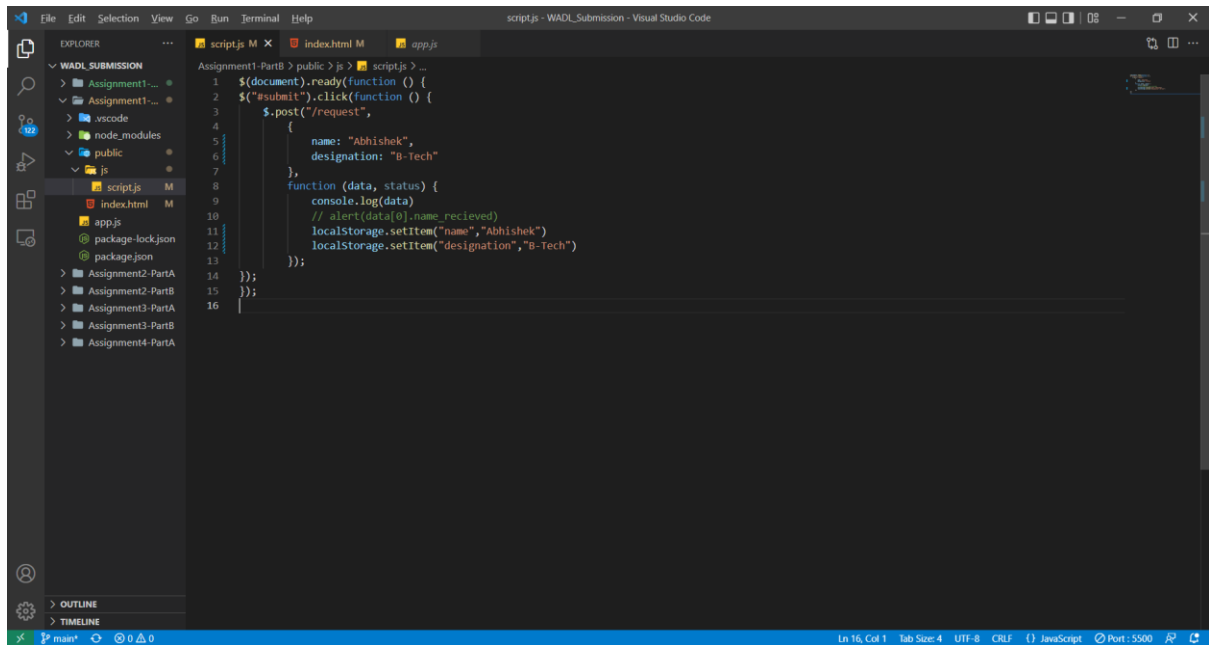 File Edit Selection View Go Run Terminal Help script.js - WADL_Submission - Visual Studio Code
EXPLORER
script.js M
index.html M
app.js
WADL_SUBMISSION
Assignment1-PartB > public > js > script.js > ...
Assignment1-...
Assignment1-...
.vscode
node_modules
public
js
script.js M
index.html M
app.js
package-lock.json
package.json
Assignment2-PartA
Assignment2-PartB
Assignment3-PartA
Assignment3-PartB
Assignment4-PartA
122
1 $(document).ready(function () {
2 $("#submit").click(function () {
3 $.post("/request",
4 {
5 name: "Abhishek",
6 designation: "B-Tech"
7 },
8 function (data, status) {
9 console.log(data)
10 // alert(data[0].name_recieved)
11 localStorage.setItem("name","Abhishek")
12 localStorage.setItem("designation","B-Tech")
13 });
14 });
15 });
16
OUTLINE
TIMELINE
main* 0 0 Ln 16, Col 1 Tab Size: 4 UTF-8 CRLF {} JavaScript Port : 5500